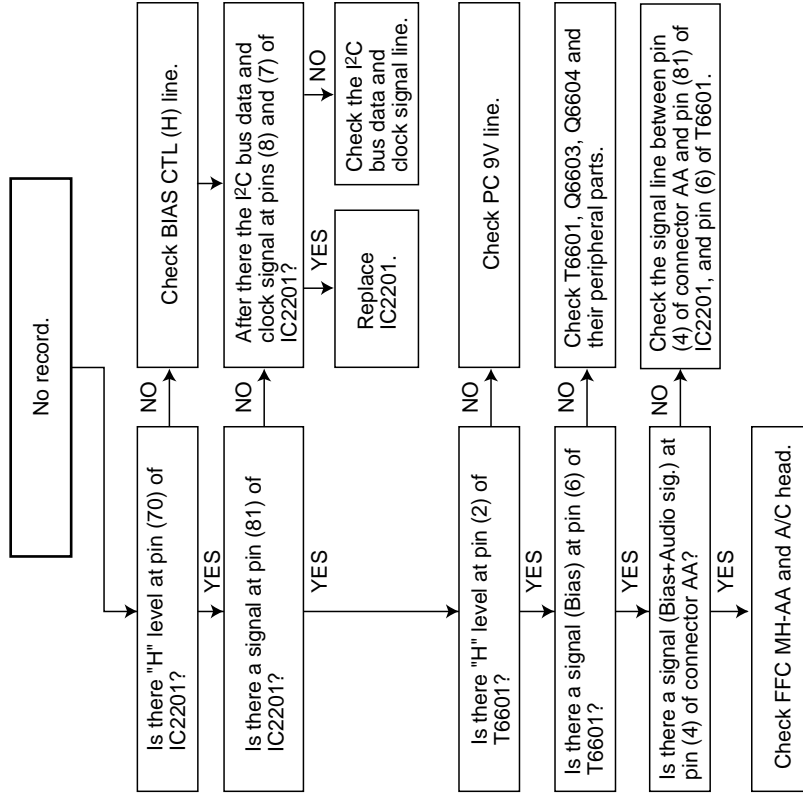 No record.
Is there "H" level at pin (70) of
IC2201?
NO
Check BIAS CTL (H) line.
YES
Is there a signal at pin (81) of
IC2201?
NO
After there the I²C bus data and
clock signal at pins (8) and (7) of
IC2201?
YES
Replace
IC2201.
NO
Check the I²C
bus data and
clock signal line.
YES
Is there "H" level at pin (2) of
T6601?
NO
Check PC 9V line.
YES
Is there a signal (Bias) at pin (6) of
T6601?
NO
Check T6601, Q6603, Q6604 and
their peripheral parts.
YES
Is there a signal (Bias+Audio sig.) at
pin (4) of connector AA?
NO
Check the signal line between pin
(4) of connector AA and pin (81) of
IC2201, and pin (6) of T6601.
YES
Check FFC MH-AA and A/C head.